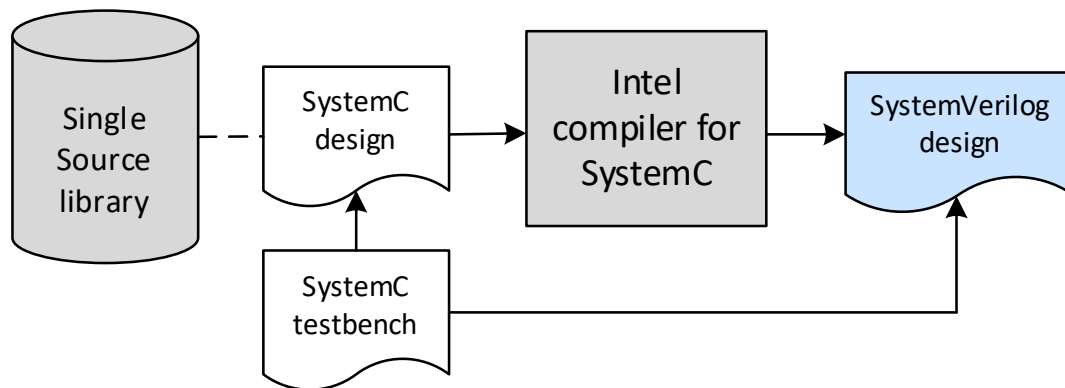 Single
Source
library
SystemC
design
Intel
compiler for
SystemC
SystemVerilog
design
SystemC
testbench